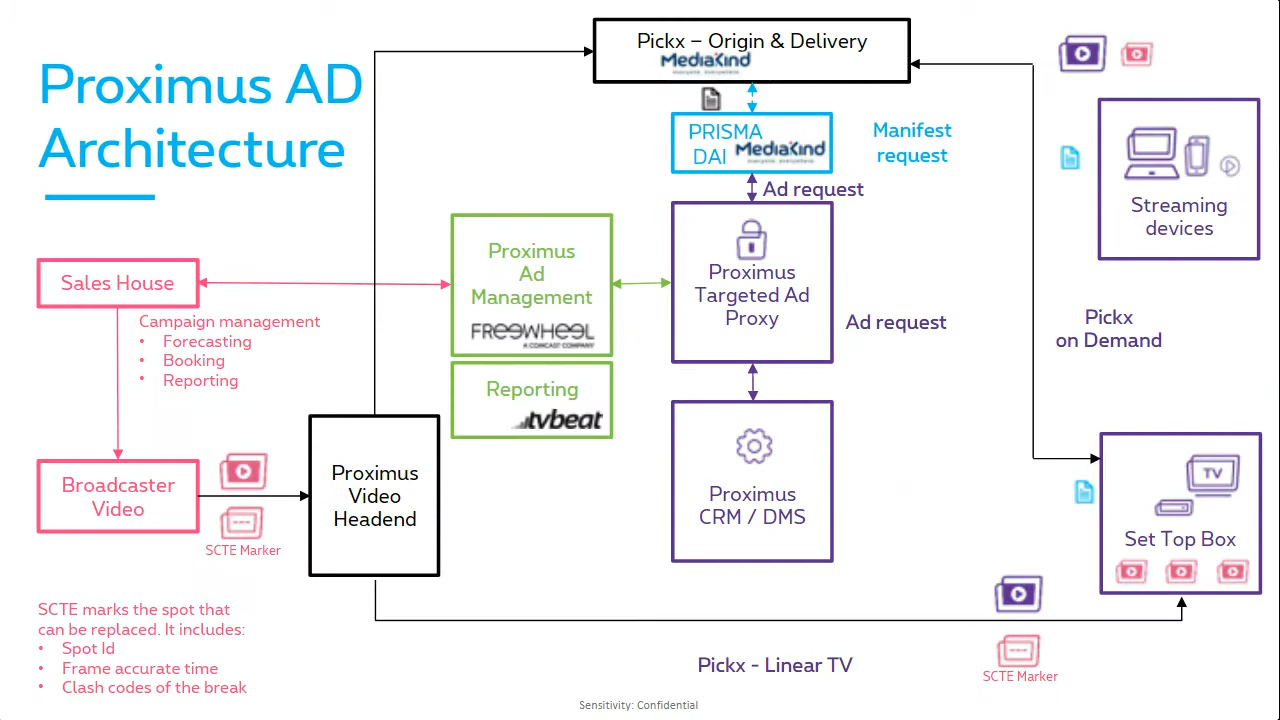 Proximus AD
Architecture
Pickx – Origin & Delivery
MediaKind
everyone. everywhere.
PRISMA
DAI
MediaKind
everyone. everywhere.
Manifest
request
Ad request
Streaming
devices
Proximus
Ad
Management
FREEWHEEL
A COMCAST COMPANY
Proximus
Targeted Ad
Proxy
Ad request
Sales House
Campaign management
• Forecasting
• Booking
• Reporting
Pickx
on Demand
Reporting
tvbeat
Broadcaster
Video
SCTE Marker
Proximus
Video
Headend
Proximus
CRM / DMS
TV
Set Top Box
SCTE marks the spot that
can be replaced. It includes:
• Spot Id
• Frame accurate time
• Clash codes of the break
Pickx - Linear TV
SCTE Marker
Sensitivity: Confidential